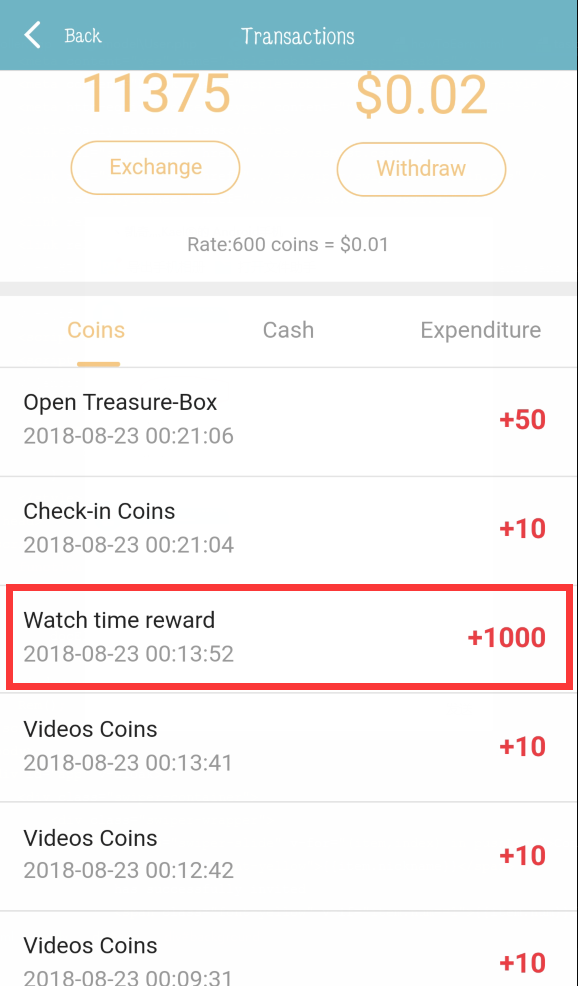 Back
Transactions
11375
$0.02
Exchange
Withdraw
Rate:600 coins = $0.01
Coins
Cash
Expenditure
Open Treasure-Box
2018-08-23 00:21:06
+50
Check-in Coins
2018-08-23 00:21:04
+10
Watch time reward
2018-08-23 00:13:52
+1000
Videos Coins
2018-08-23 00:13:41
+10
Videos Coins
2018-08-23 00:12:42
+10
Videos Coins
2018-08-23 00:09:31
+10